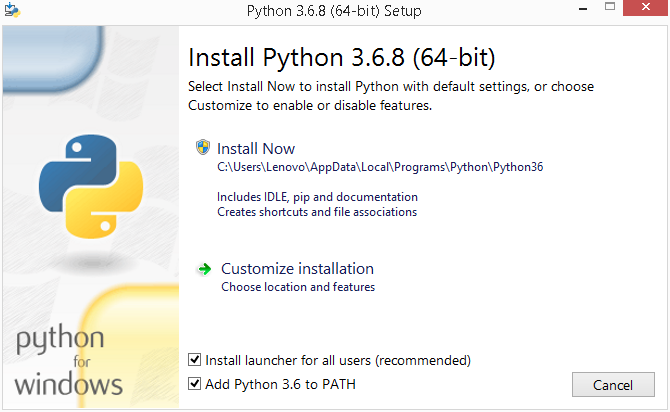 Python 3.6.8 (64-bit) Setup
Install Python 3.6.8 (64-bit)
Select Install Now to install Python with default settings, or choose
Customize to enable or disable features.
Install Now
C:\Users\Lenovo\AppData\Local\Programs\Python\Python36
Includes IDLE, pip and documentation
Creates shortcuts and file associations
Customize installation
Choose location and features
python
for
windows
Install launcher for all users (recommended)
Add Python 3.6 to PATH
Cancel